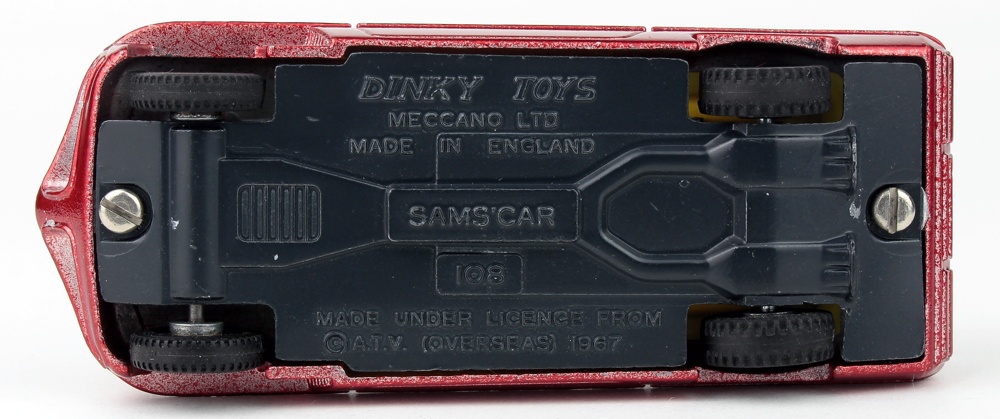 DINKY TOYS
MECCANO LTD
MADE IN ENGLAND
SAMS'CAR
108
MADE UNDER LICENCE FROM
© A.T.V. (OVERSEAS) 1967